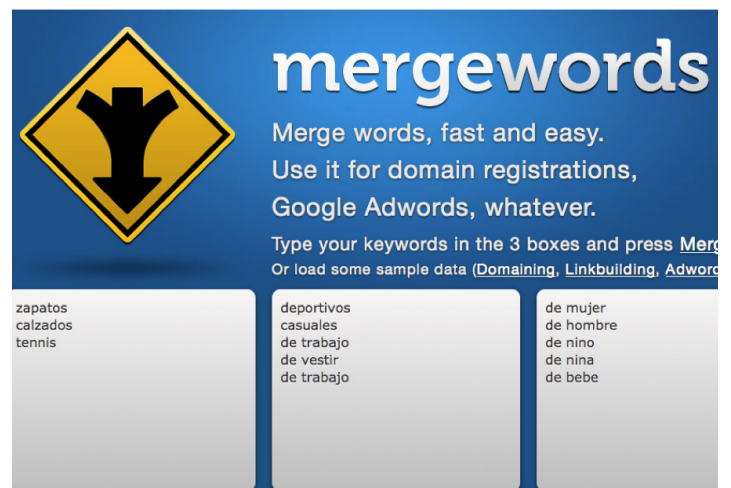 mergewords
Merge words, fast and easy.
Use it for domain registrations,
Google Adwords, whatever.
Type your keywords in the 3 boxes and press
Or load some sample data (Domaining, Linkbuilding,
zapatos
calzados
tennis
deportivos
casuales
de trabajo
de vestir
de trabajo
de mujer
de hombre
de nino
de nina
de bebe